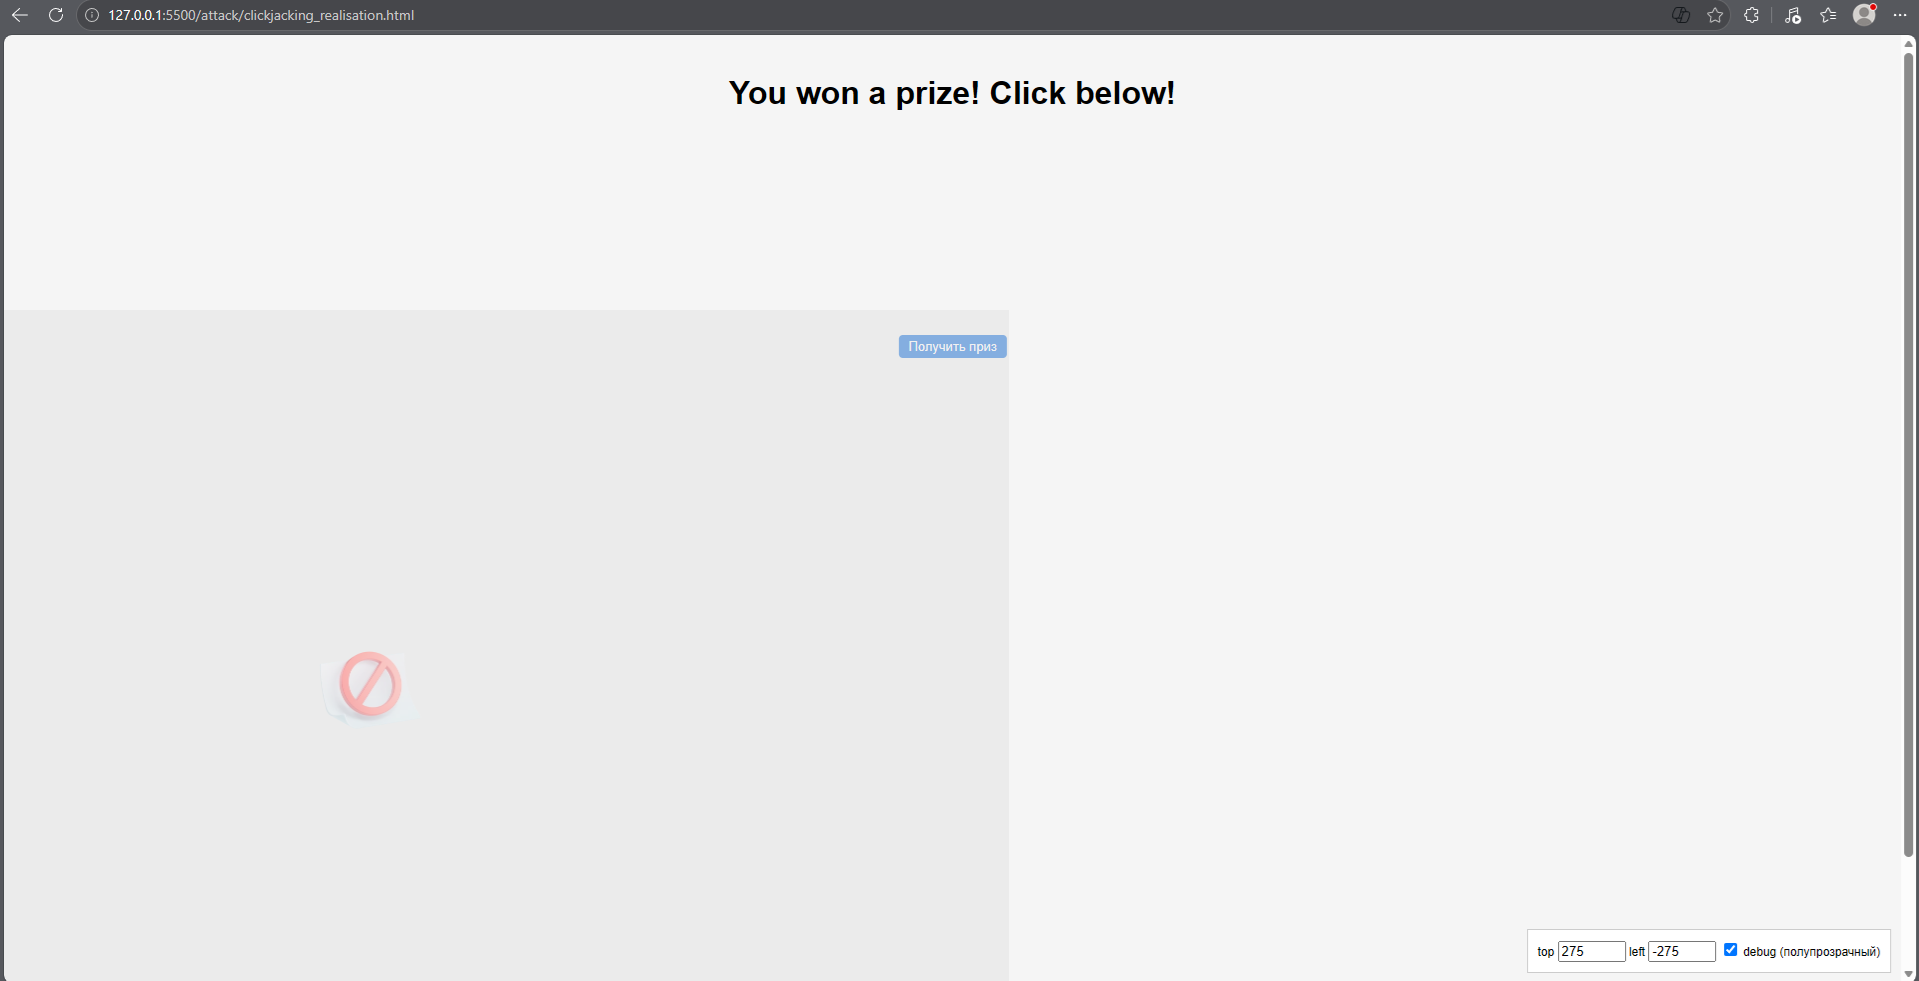 127.0.0.1:5500/attack/clickjacking_realisation.html
You won a prize! Click below!
Получить приз
top 275 left -275 debug (полупрозрачный)